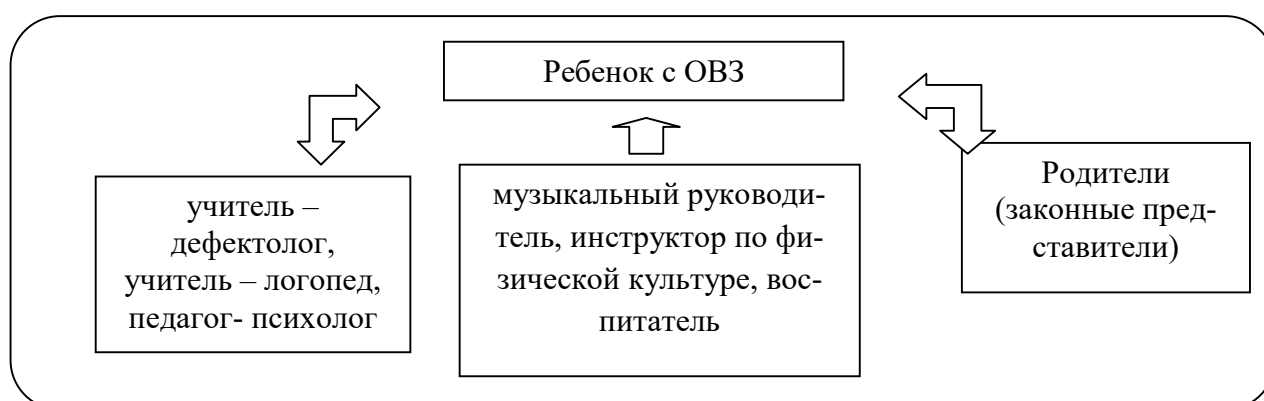 Ребенок с ОВЗ
учитель –
дефектолог,
учитель – логопед,
педагог- психолог
музыкальный руководи-
тель, инструктор по фи-
зической культуре, вос-
питатель
Родители
(законные пред-
ставители)